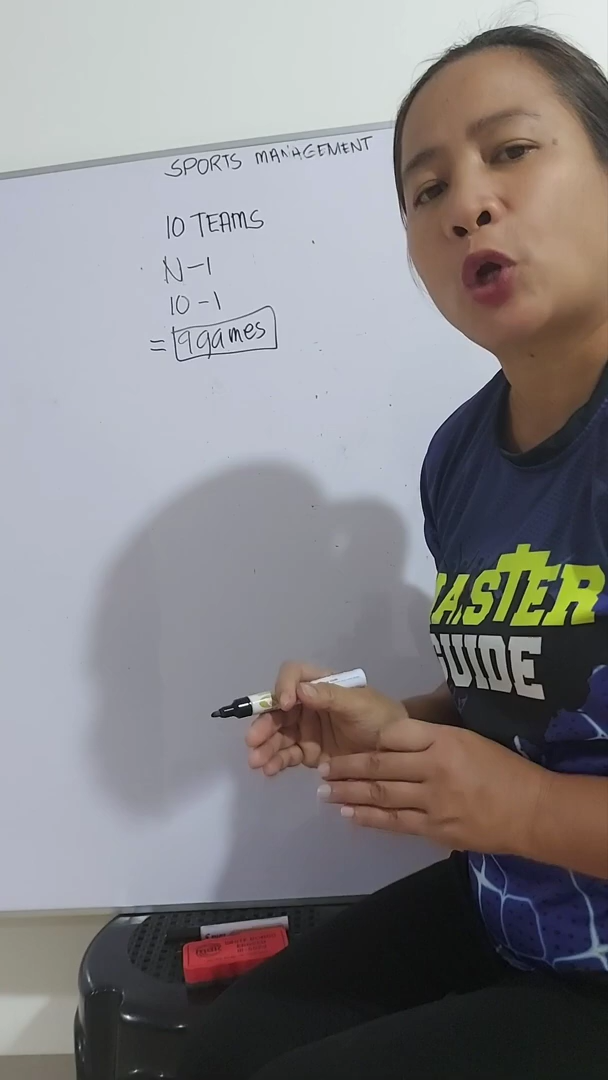 SPORTS MANAGEMENT
10 TEAMS
N-1
10-1
= 9games
MASTER
GUIDE